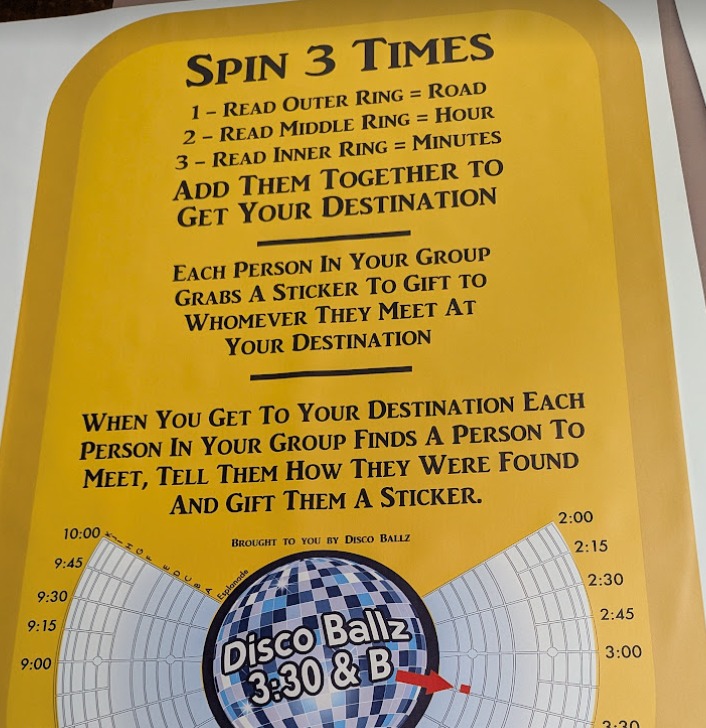 SPIN 3 TIMES
1 – READ OUTER RING = ROAD
2 – READ MIDDLE RING = HOUR
3 – READ INNER RING = MINUTES
ADD THEM TOGETHER TO
GET YOUR DESTINATION
EACH PERSON IN YOUR GROUP
GRABS A STICKER TO GIFT TO
WHOMEVER THEY MEET AT
YOUR DESTINATION
WHEN YOU GET TO YOUR DESTINATION EACH
PERSON IN YOUR GROUP FINDS A PERSON TO
MEET, TELL THEM HOW THEY WERE FOUND
AND GIFT THEM A STICKER.
BROUGHT TO YOU BY DISCO BALLZ
10:00
9:45
9:30
9:15
9:00
K J I H G F E D C B A Esplanade
Disco Ballz
3:30 & B
2:00
2:15
2:30
2:45
3:00
3:30